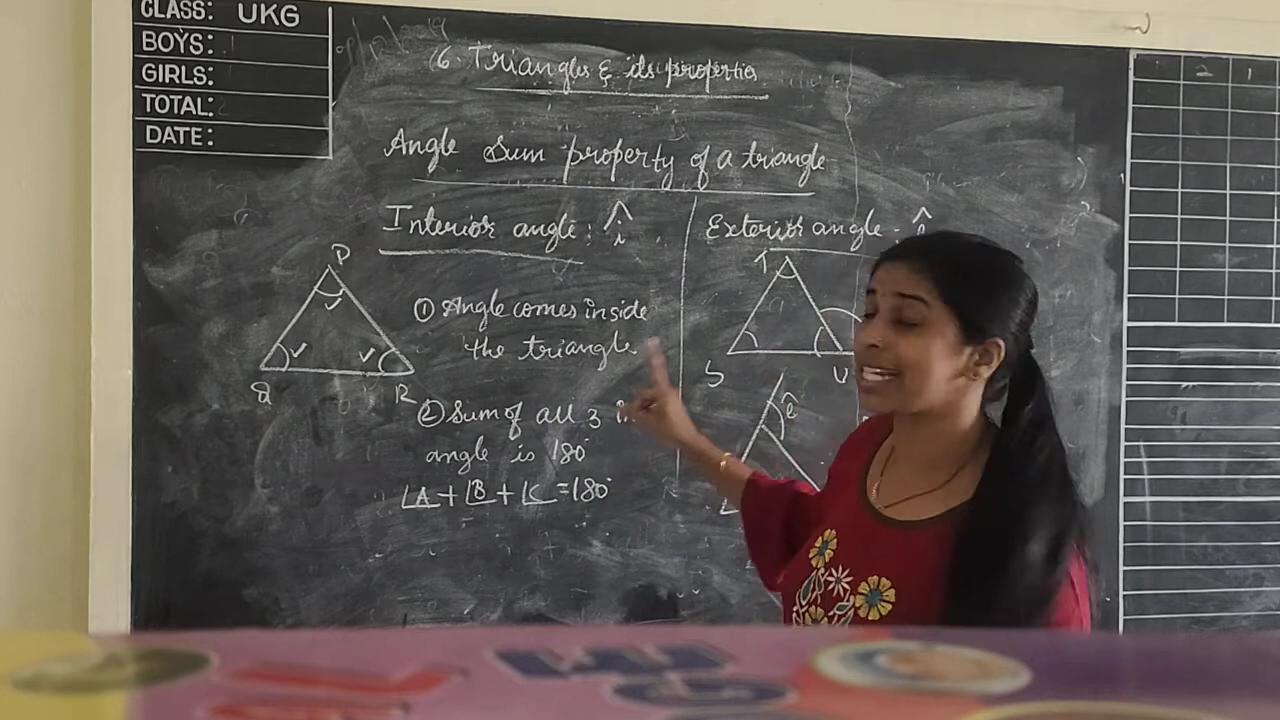 CLASS: UKG
BOYS:
GIRLS:
TOTAL:
DATE:
6. Triangles & its properties
Angle Sum property of a triangle
Interior angle: î
P
Q
R
① Angle comes inside
the triangle
② Sum of all 3 in
angle is 180°
∠A + ∠B + ∠C = 180°
Exterior angle -
T
S
U
ê
2 1